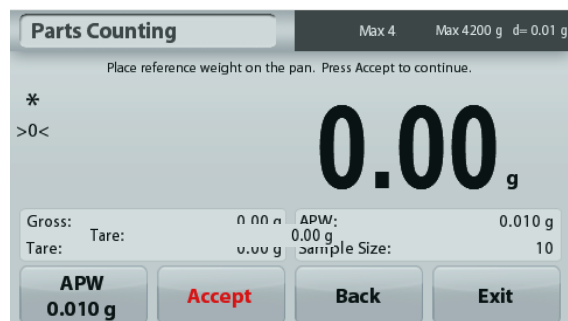 Parts Counting Max 4 Max 4200 g d= 0.01 g
Place reference weight on the pan. Press Accept to continue.
*
>0<
0.00 g
Gross: 0.00 g APW: 0.010 g
Tare: 0.00 g
Tare: 0.00 g Sample Size: 10
APW Accept Back Exit
0.010 g